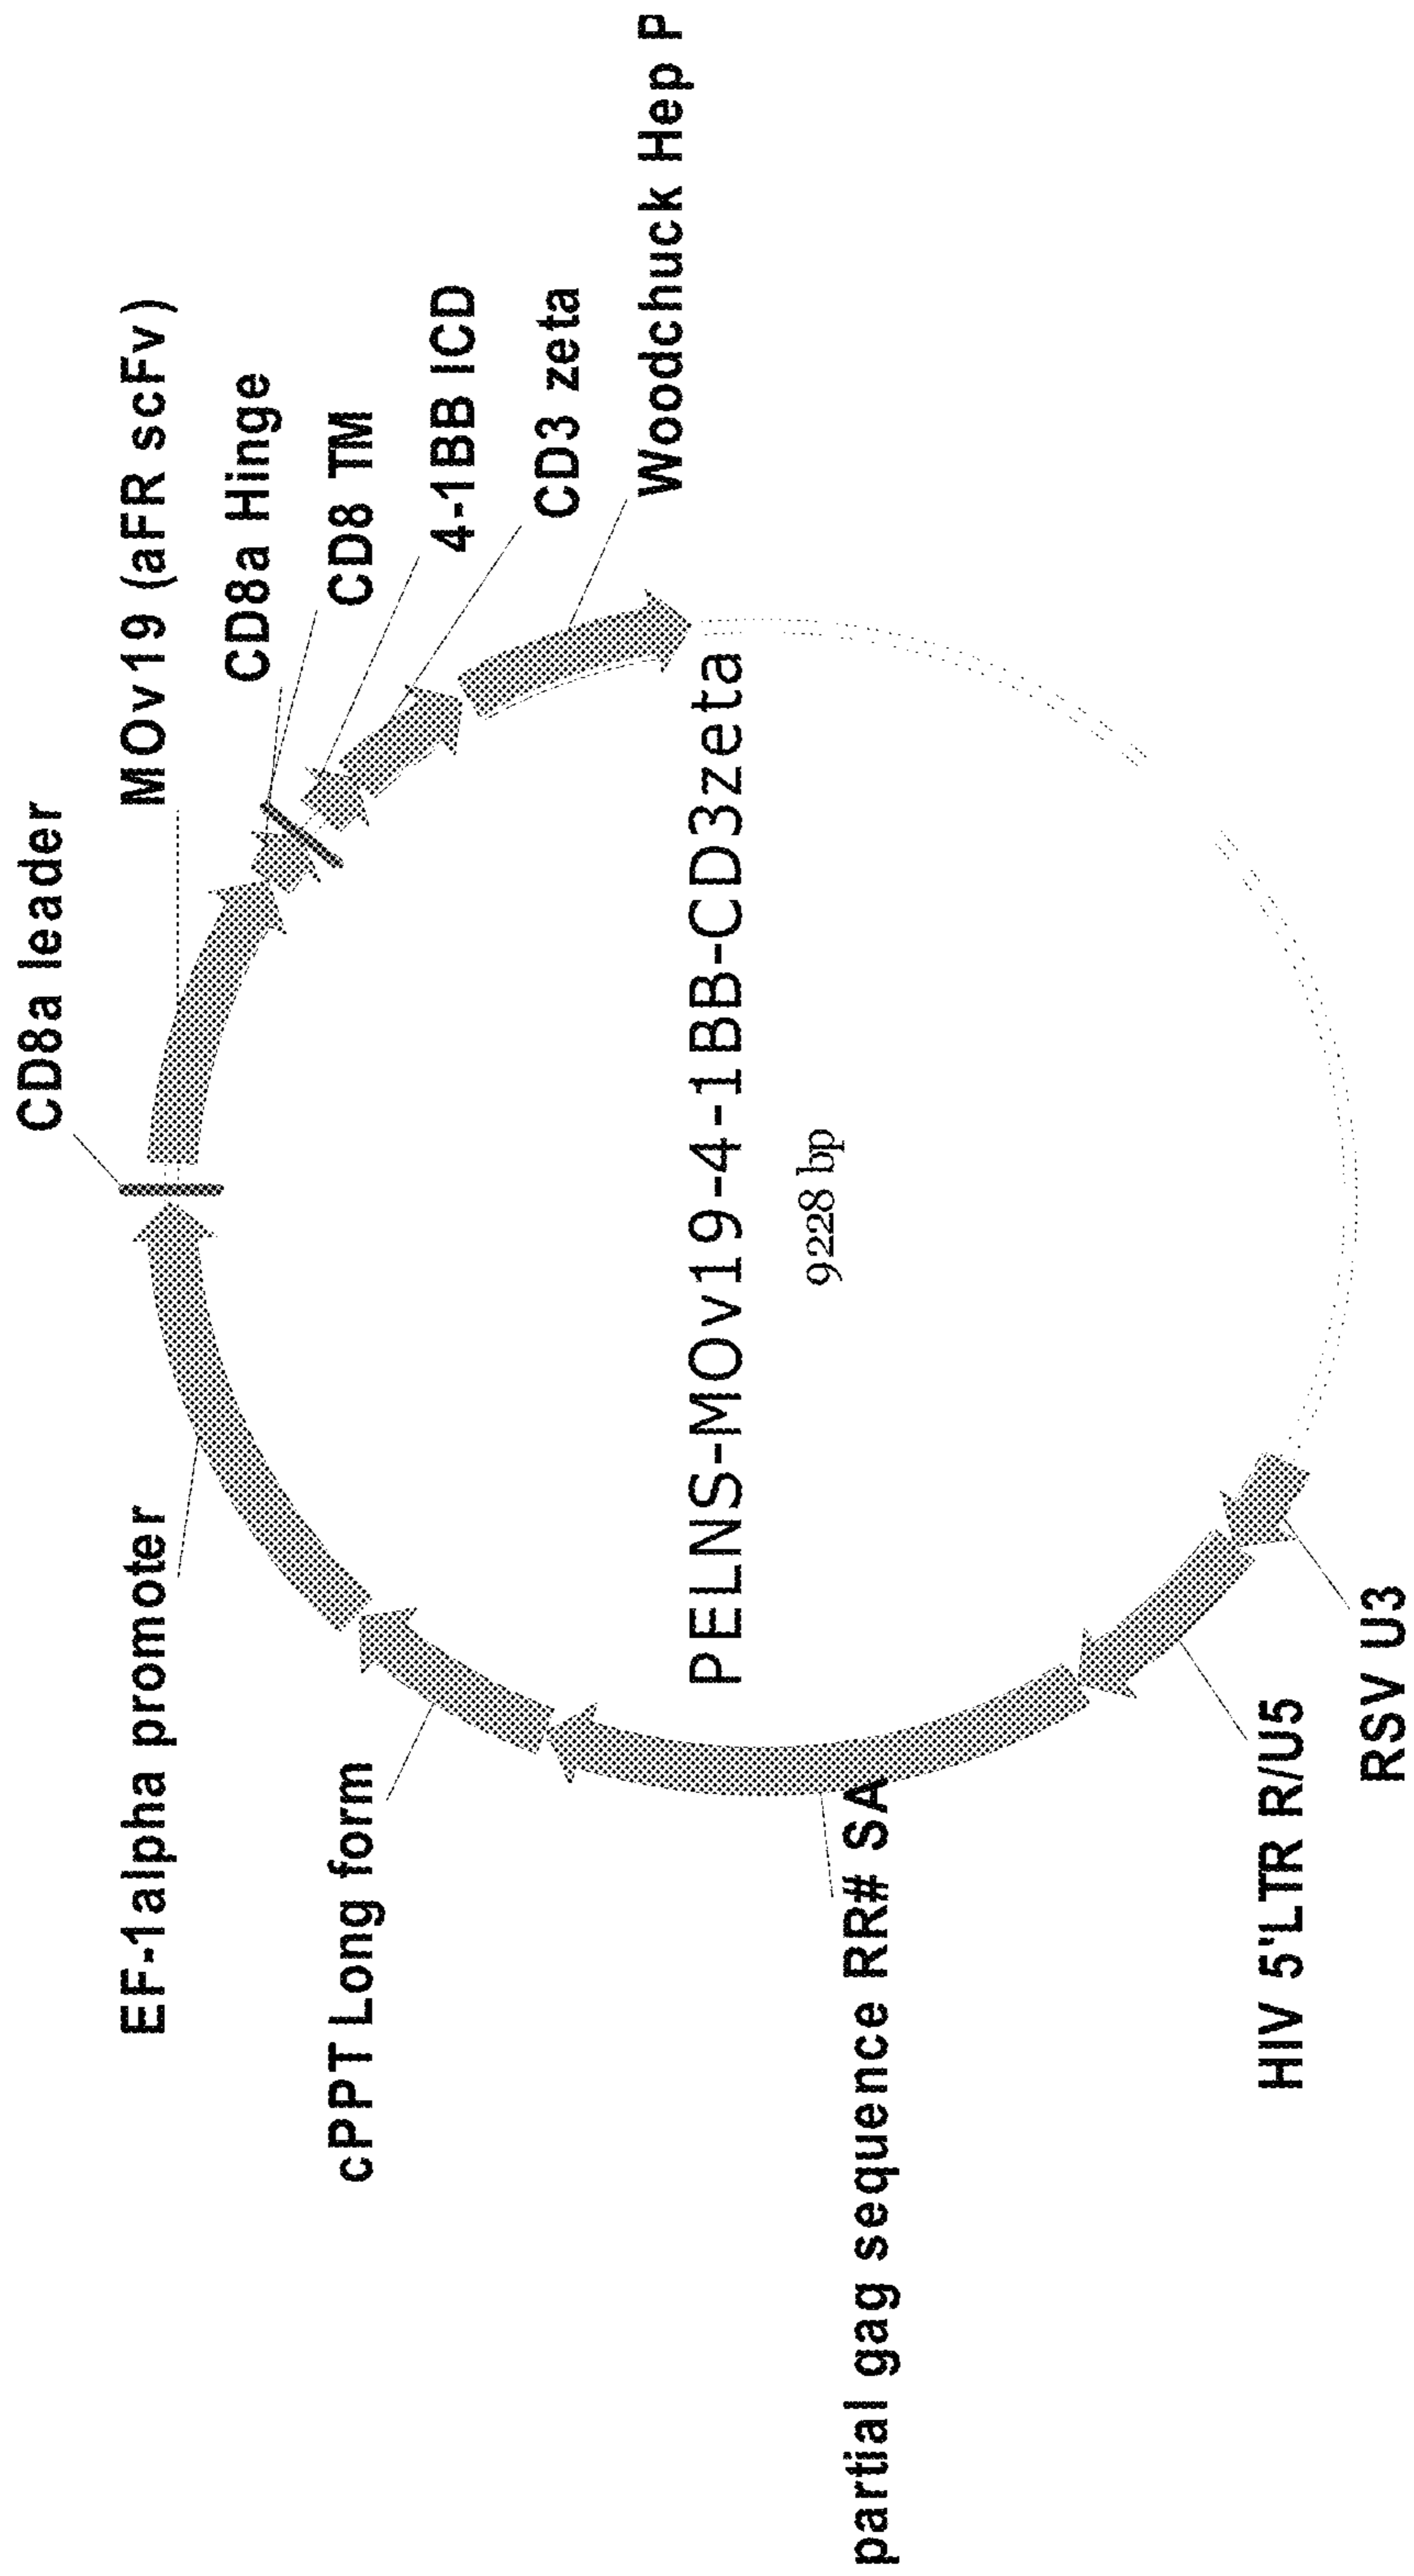 CD8a leader
MOv19 (aFR scFv)
CD8a Hinge
CD8 TM
4-1BB ICD
CD3 zeta
Woodchuck Hep P
EF-1alpha promoter
cPPT Long form
PELNS-MOv19-4-1BB-CD3zeta
9228 bp
partial gag sequence RR# SA
HIV 5'LTR R/U5
RSV U3